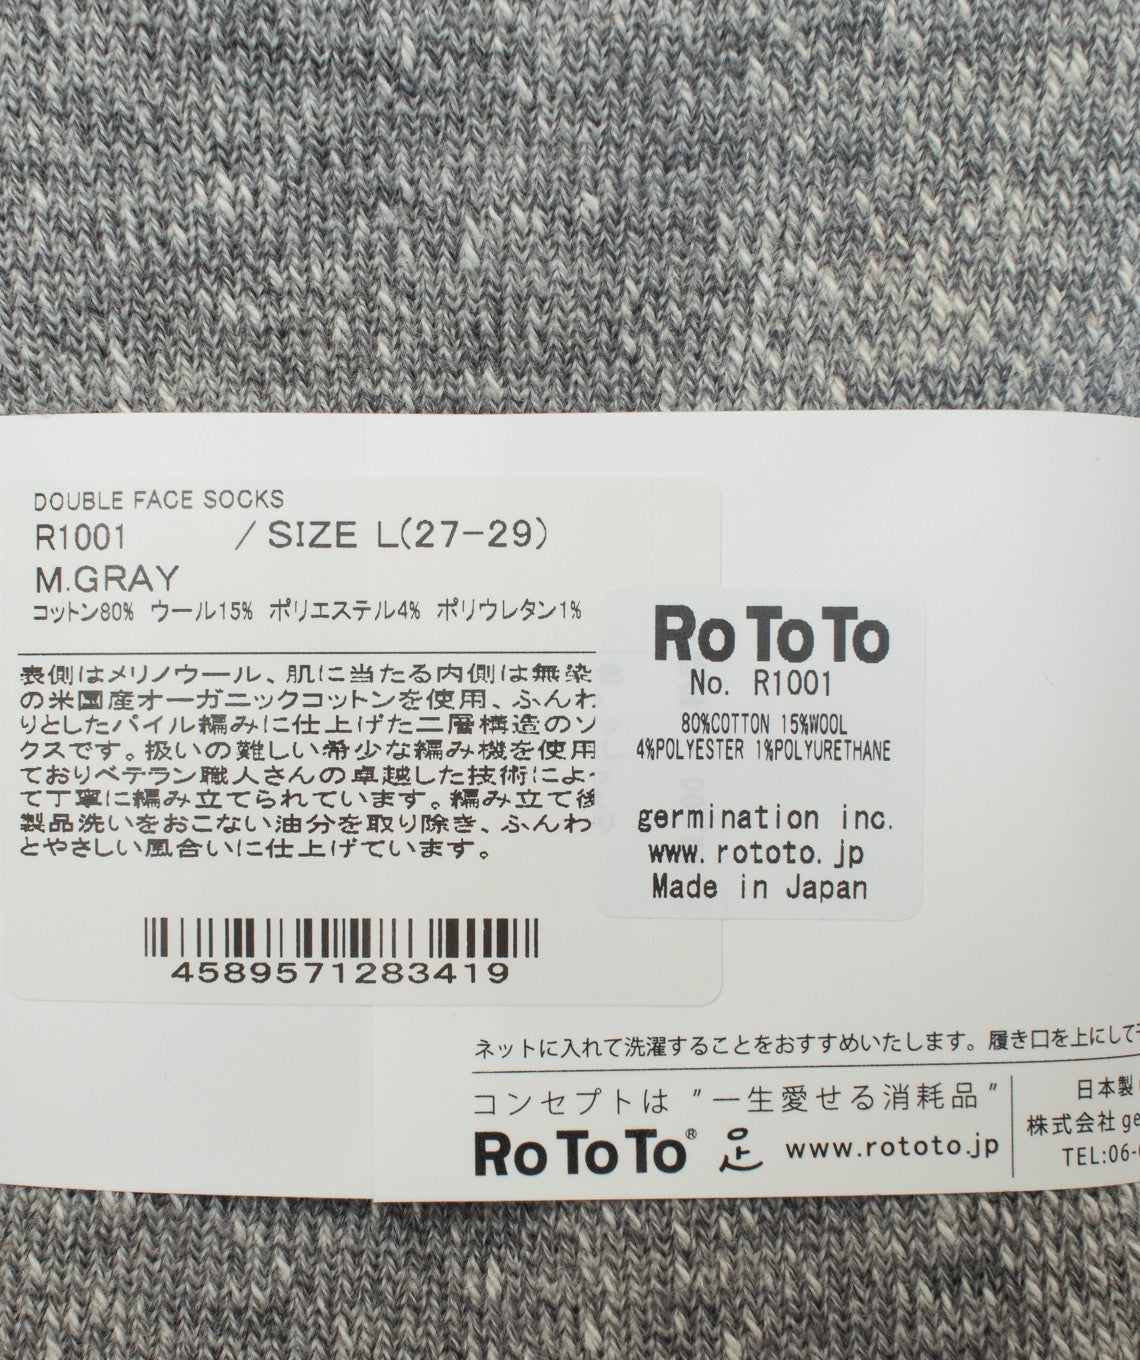 DOUBLE FACE SOCKS
R1001 / SIZE L(27-29)
M.GRAY
コットン80% ウール15% ポリエステル4% ポリウレタン1%
表側はメリノウール、肌に当たる内側は無染
の米国産オーガニックコットンを使用、ふんわ
りとしたパイル編みに仕上げた二層構造のソ
クスです。扱いの難しい希少な編み機を使用
ておりベテラン職人さんの卓越した技術によっ
て丁寧に編み立てられています。編み立て後
製品洗いをおこない油分を取り除き、ふんわ
とやさしい風合いに仕上げています。
4589571283419
RoToTo
No. R1001
80%COTTON 15%WOOL
4%POLYESTER 1%POLYURETHANE
germination inc.
www.rototo.jp
Made in Japan
ネットに入れて洗濯することをおすすめいたします。履き口を上にして
コンセプトは "一生愛せる消耗品"
RoToTo® 足 www.rototo.jp
日本製
株式会社 ge
TEL:06-